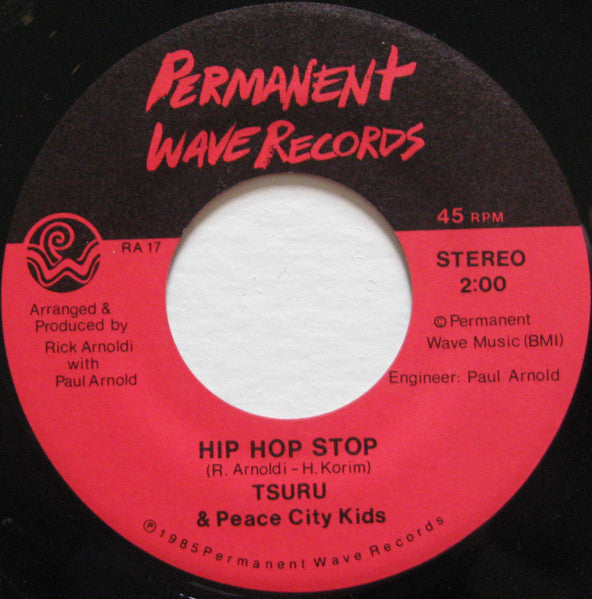 PERMANENT
WAVE RECORDS
45 RPM
RA 17
STEREO
2:00
Arranged &
Produced by
Rick Arnoldi
with
Paul Arnold
© Permanent
Wave Music (BMI)
Engineer: Paul Arnold
HIP HOP STOP
(R. Arnoldi – H. Korim)
TSURU
& Peace City Kids
℗ 1985 Permanent Wave Records